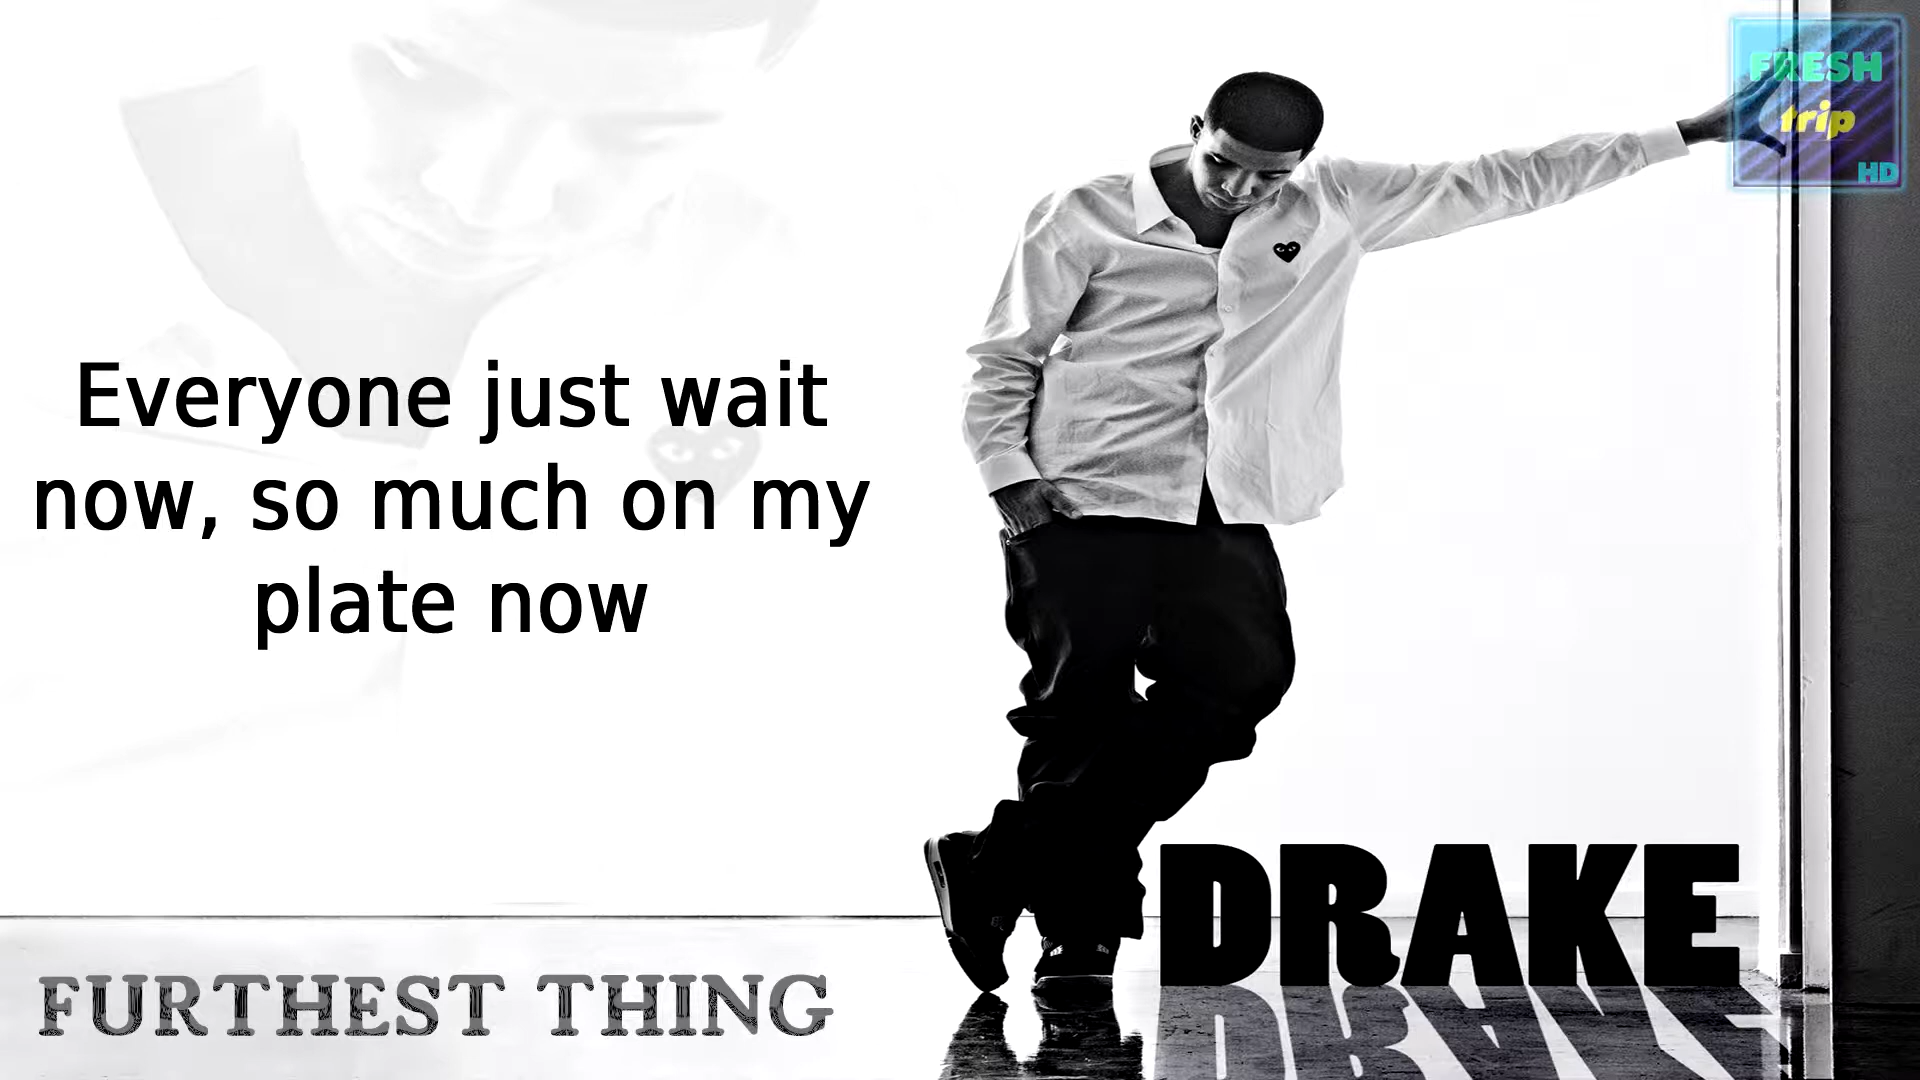 FRESH
trip
HD
Everyone just wait
now, so much on my
plate now
DRAKE
FURTHEST THING